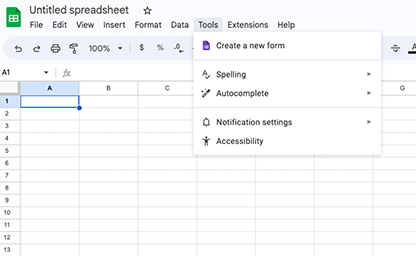 Untitled spreadsheet
File Edit View Insert Format Data Tools Extensions Help
100% $ % .0
A1 fx
Create a new form
Spelling
Autocomplete
Notification settings
Accessibility
A B C G
1
2
3
4
5
6
7
8
9
10
11
12
13